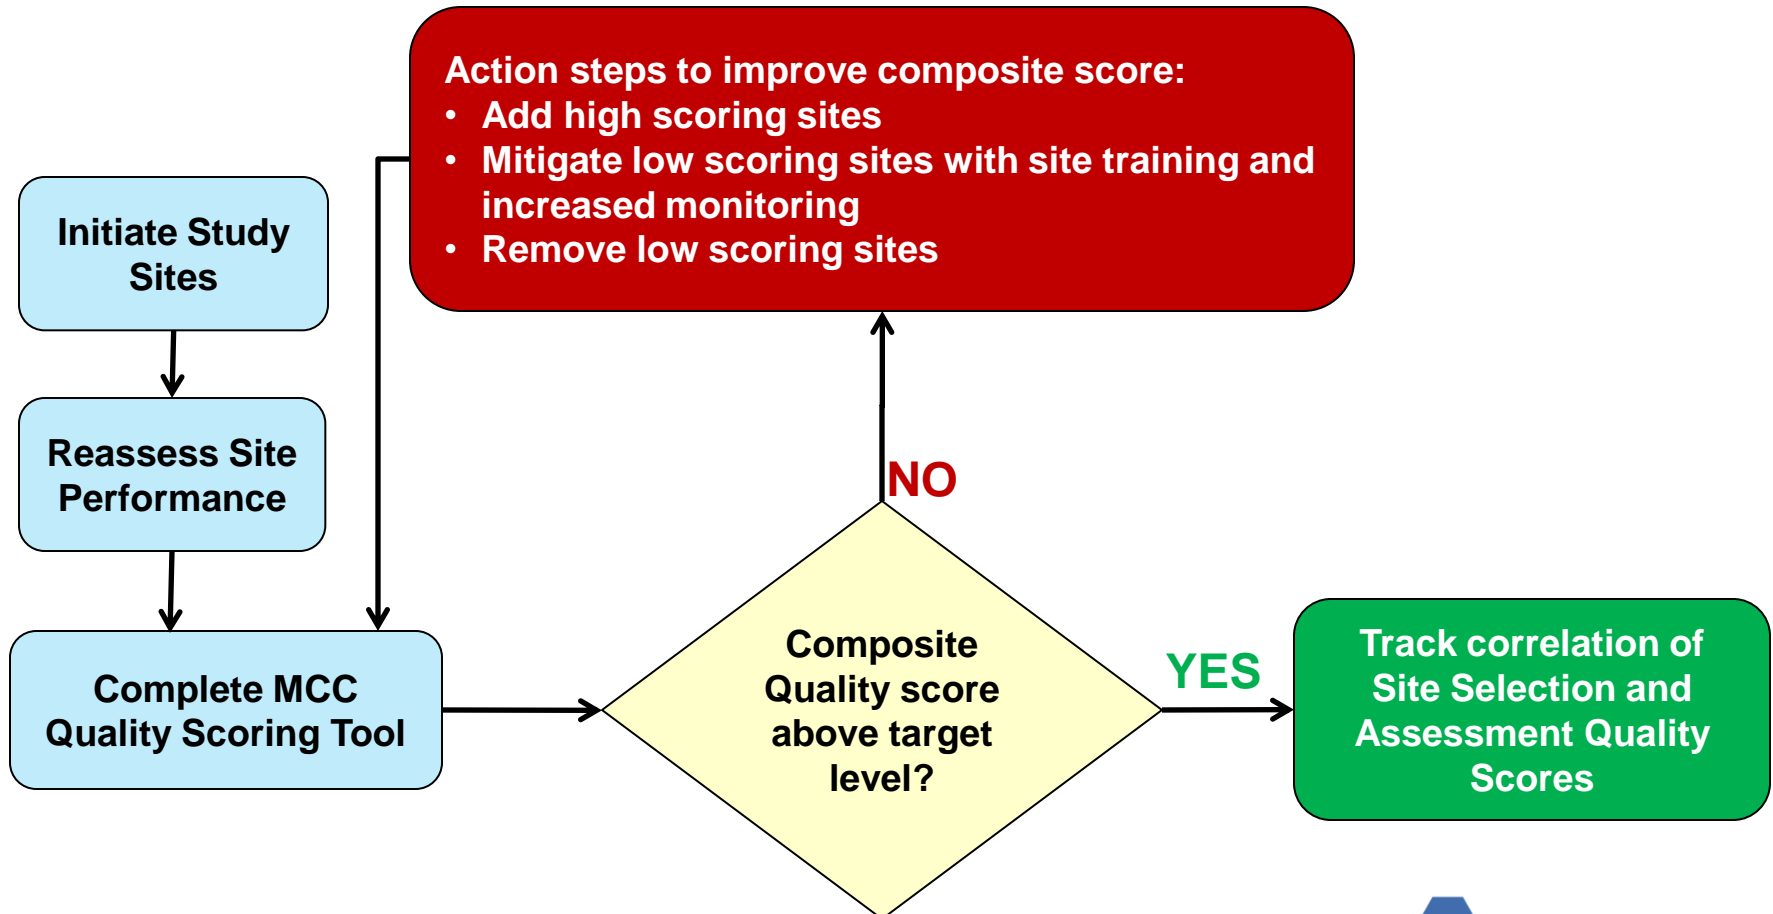 Action steps to improve composite score:
• Add high scoring sites
• Mitigate low scoring sites with site training and
increased monitoring
• Remove low scoring sites
Initiate Study
Sites
Reassess Site
Performance
Complete MCC
Quality Scoring Tool
NO
Composite
Quality score
above target
level?
YES
Track correlation of
Site Selection and
Assessment Quality
Scores